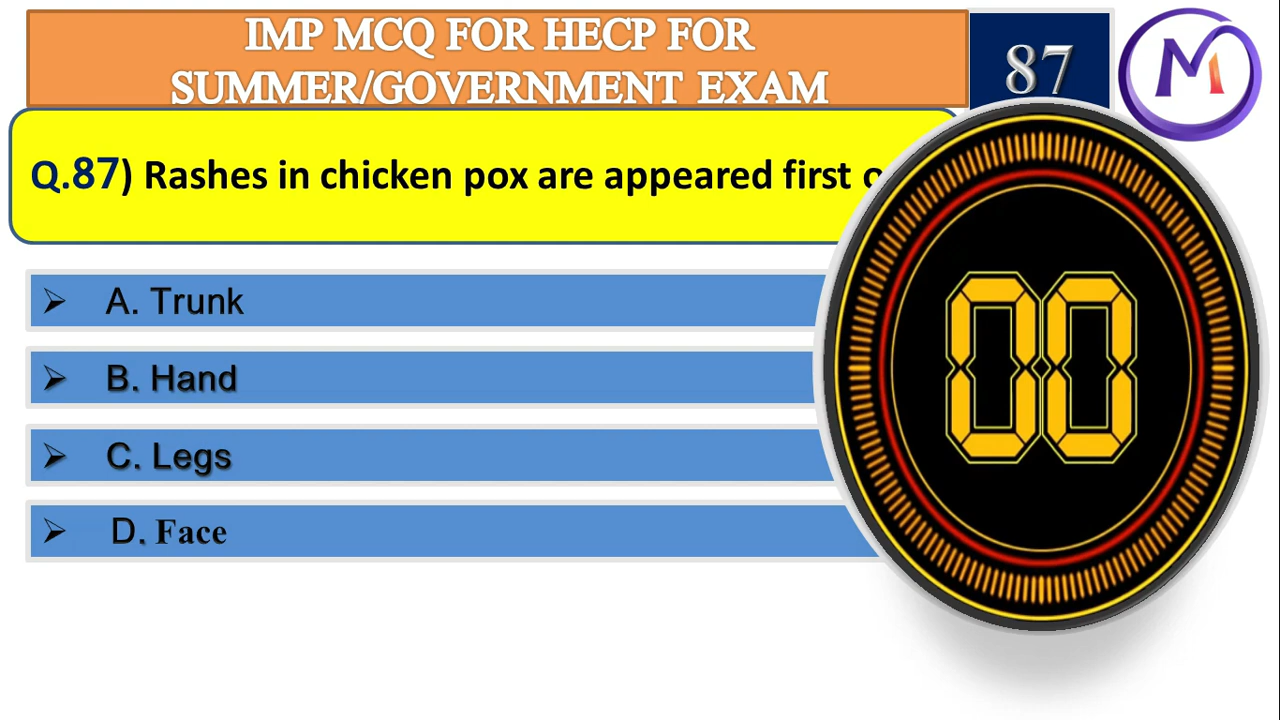 IMP MCQ FOR HECP FOR
SUMMER/GOVERNMENT EXAM
87
M
Q.87) Rashes in chicken pox are appeared first
➢ A. Trunk
➢ B. Hand
➢ C. Legs
➢ D. Face
00